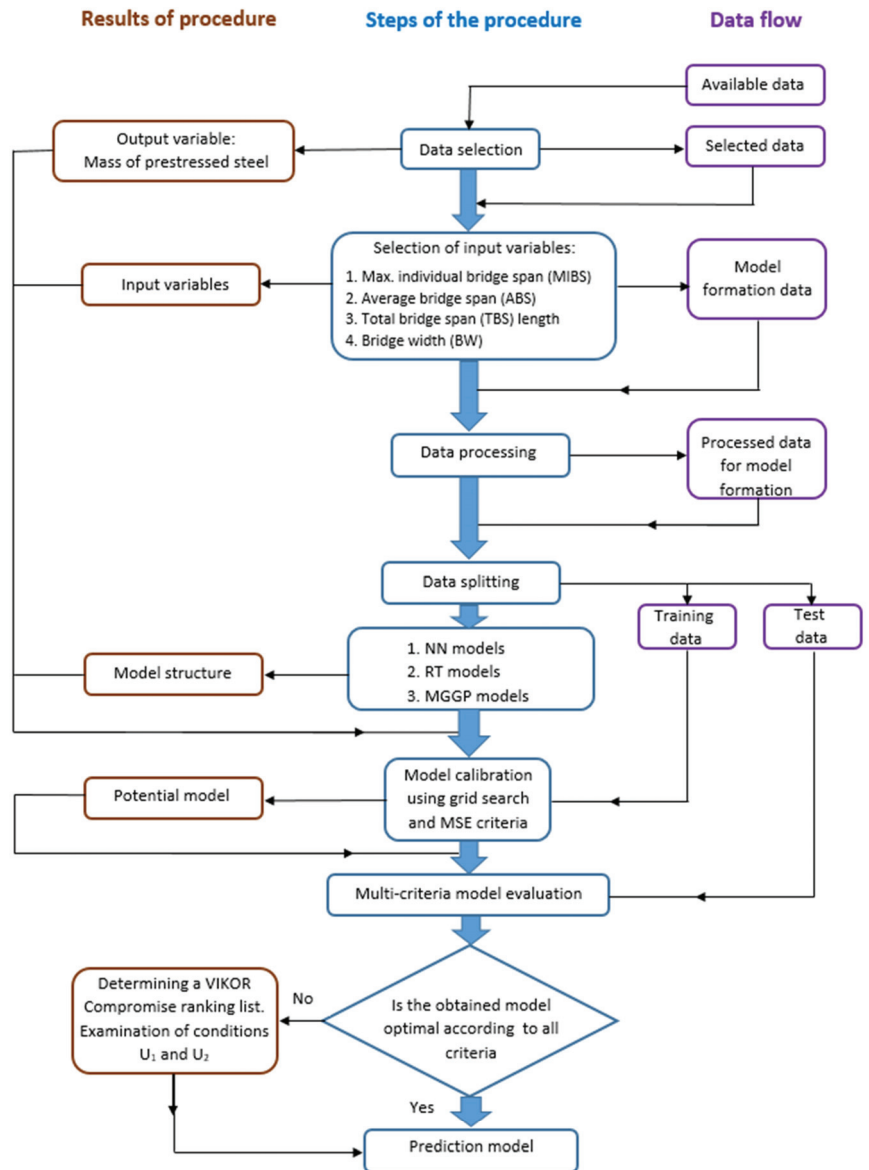 Results of procedure
Steps of the procedure
Data flow
Available data
Output variable:
Mass of prestressed steel
Data selection
Selected data
Selection of input variables:
1. Max. individual bridge span (MIBS)
2. Average bridge span (ABS)
3. Total bridge span (TBS) length
4. Bridge width (BW)
Input variables
Model
formation data
Data processing
Processed data
for model
formation
Data splitting
Training
data
Test
data
1. NN models
2. RT models
3. MGGP models
Model structure
Model calibration
using grid search
and MSE criteria
Potential model
Multi-criteria model evaluation
Is the obtained model
optimal according to all
criteria
No
Determining a VIKOR
Compromise ranking list.
Examination of conditions
U₁ and U₂
Yes
Prediction model